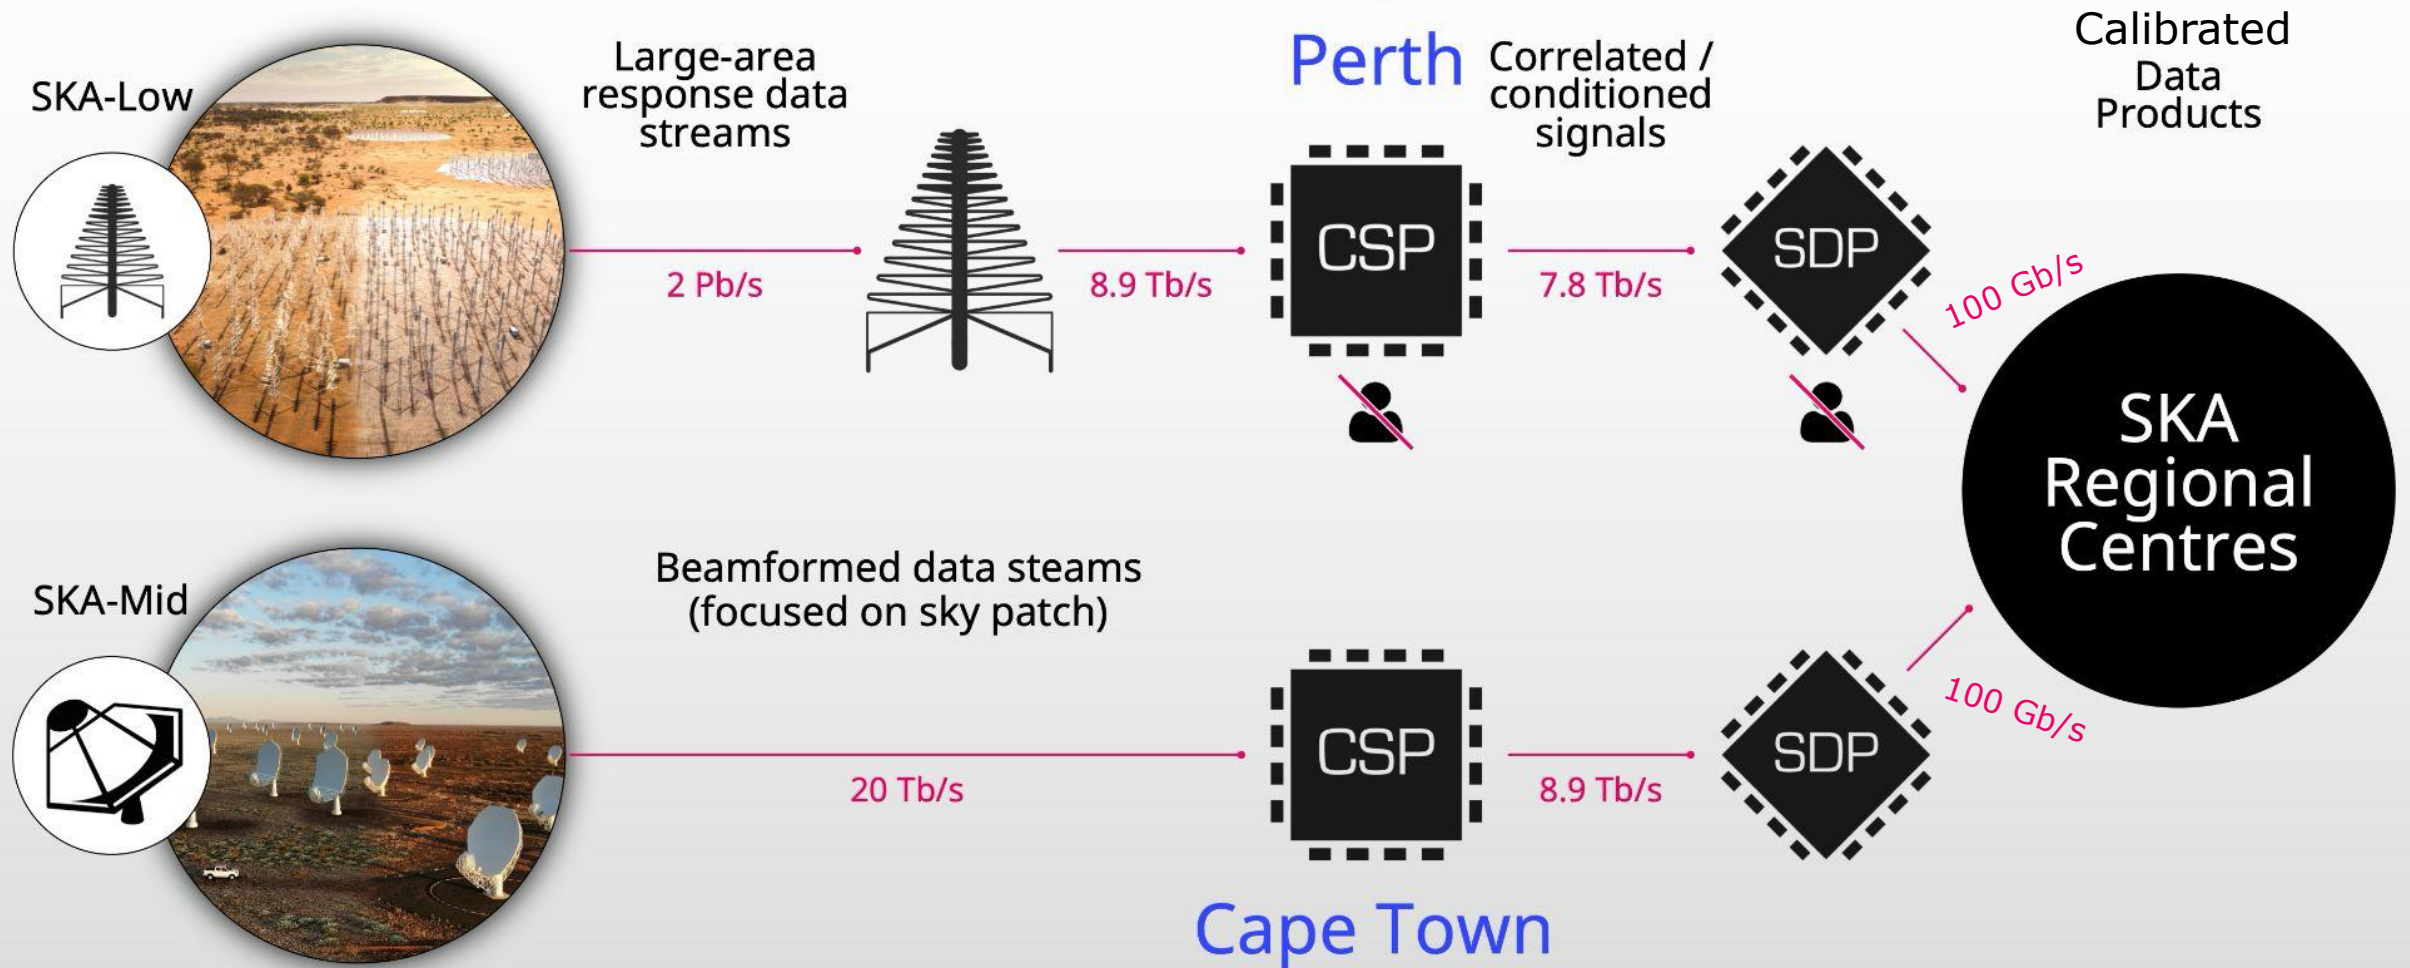 SKA-Low
Large-area
response data
streams
2 Pb/s
8.9 Tb/s
Perth
CSP
Correlated /
conditioned
signals
7.8 Tb/s
SDP
Calibrated
Data
Products
100 Gb/s
SKA
Regional
Centres
SKA-Mid
Beamformed data steams
(focused on sky patch)
20 Tb/s
CSP
Cape Town
8.9 Tb/s
SDP
100 Gb/s